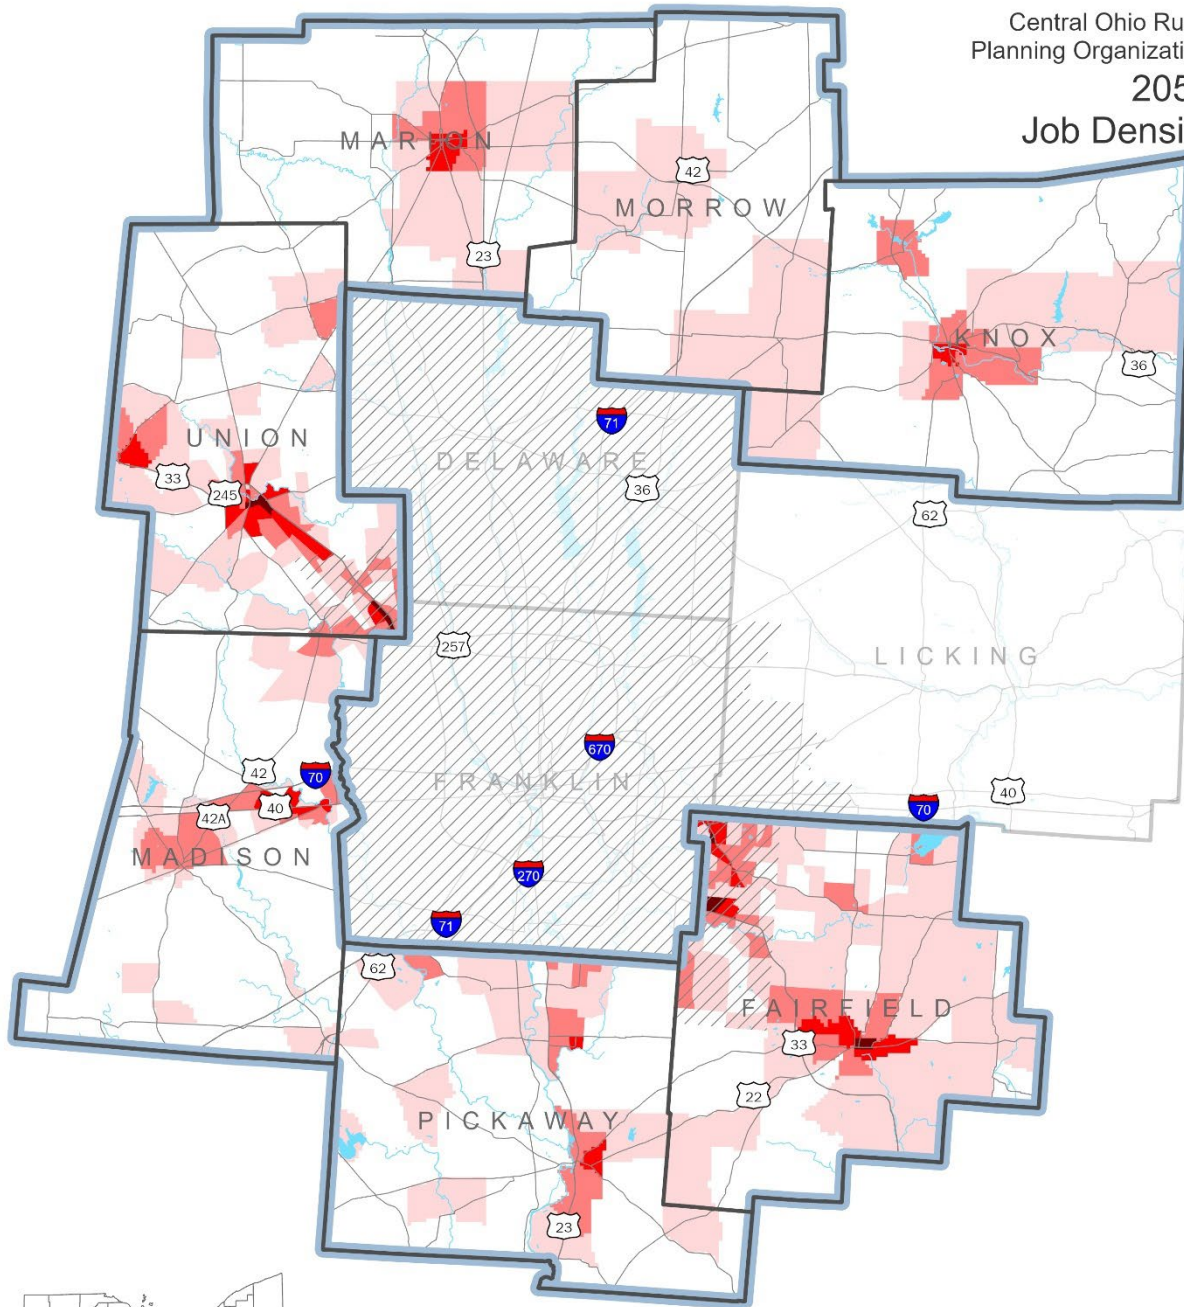 Central Ohio Ru
Planning Organizati
205
Job Densi
MARION
42
MORROW
23
KNOX
36
UNION
71
DELAWARE
33
245
36
62
257
LICKING
670
42
70
FRANKLIN
40
40
70
42A
MADISON
270
71
62
FAIRFIELD
33
22
PICKAWAY
23